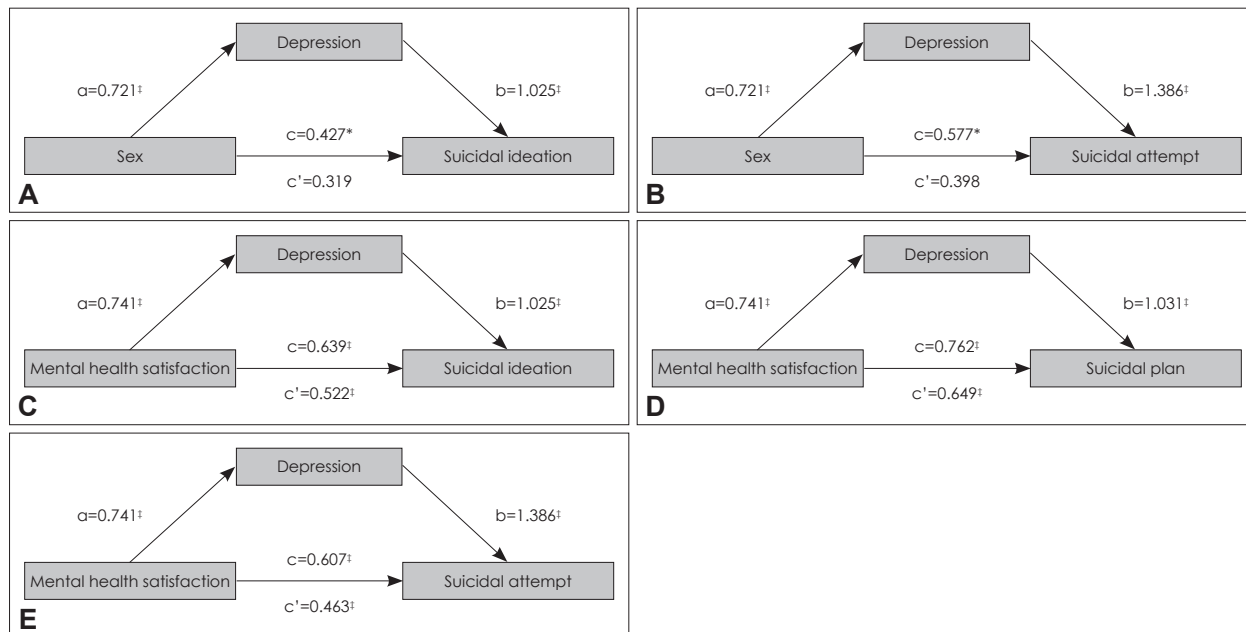 Depression
a=0.721‡
b=1.025‡
c=0.427*
Sex
Suicidal ideation
c’=0.319
A
Depression
a=0.721‡
b=1.386‡
c=0.577*
Sex
Suicidal attempt
c’=0.398
B
Depression
a=0.741‡
b=1.025‡
c=0.639‡
Mental health satisfaction
Suicidal ideation
c’=0.522‡
C
Depression
a=0.741‡
b=1.031‡
c=0.762‡
Mental health satisfaction
Suicidal plan
c’=0.649‡
D
Depression
a=0.741‡
b=1.386‡
c=0.607‡
Mental health satisfaction
Suicidal attempt
c’=0.463‡
E